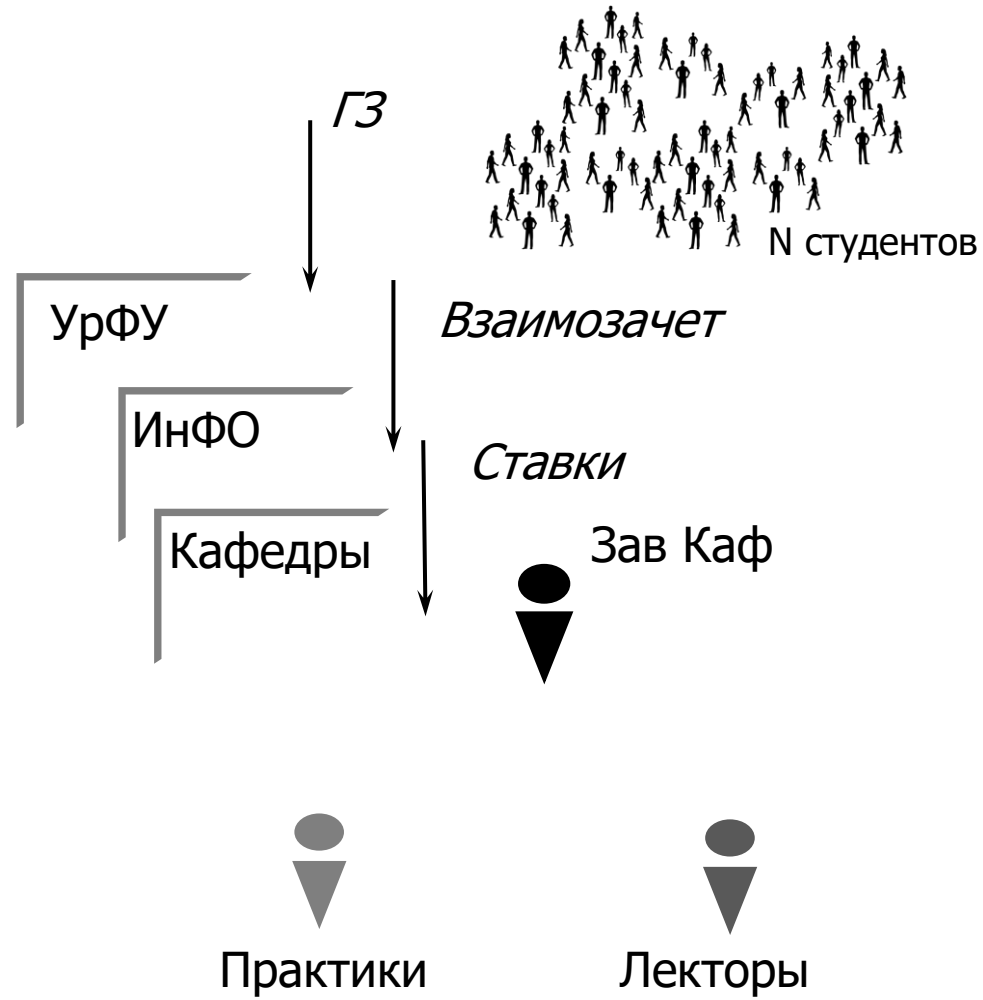 ГЗ
N студентов
УрФУ
Взаимозачет
ИнФО
Ставки
Кафедры
Зав Каф
Практики
Лекторы